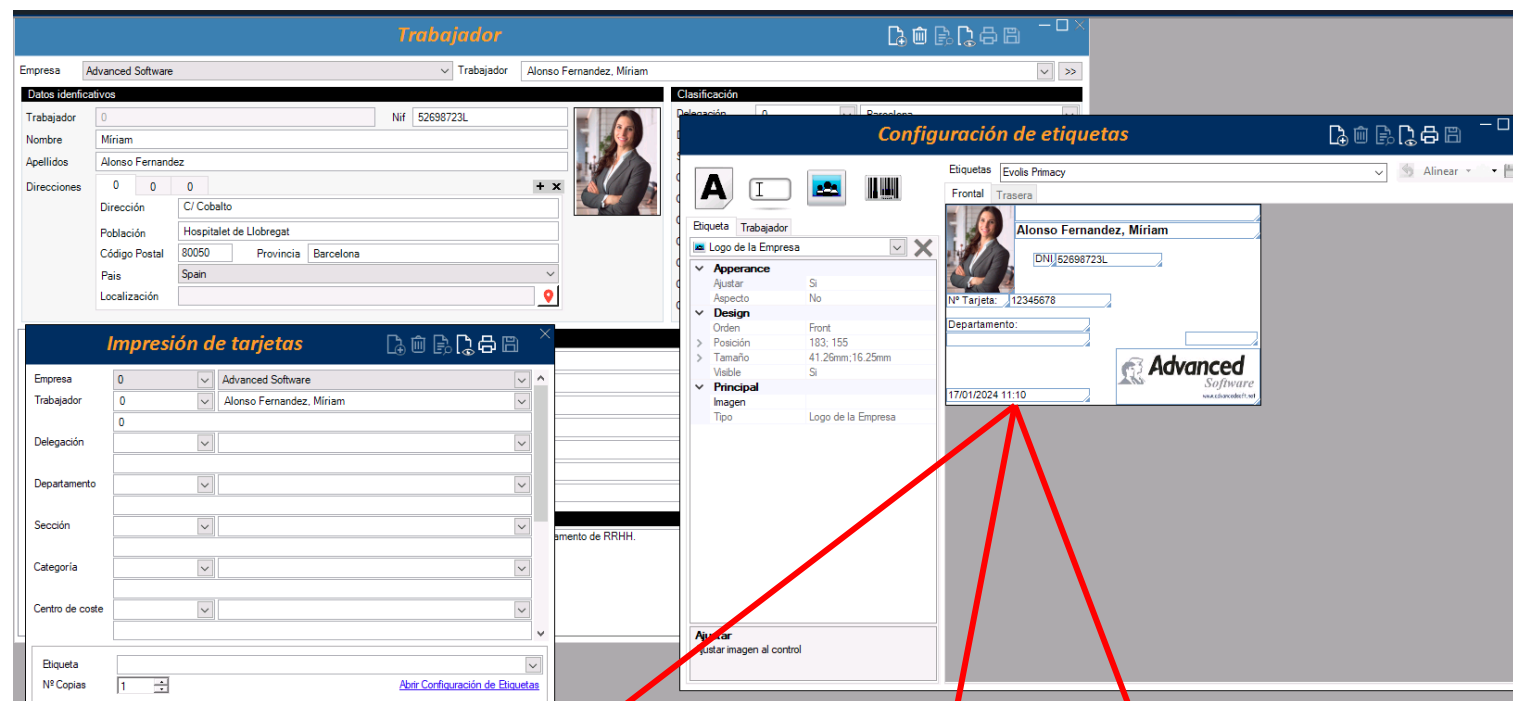 Trabajador
Empresa Advanced Software Trabajador Alonso Fernandez, Miriam >>
Datos idenficativos
Trabajador 0 Nif 52698723L
Nombre Míriam
Apellidos Alonso Fernandez
Direcciones 0 0 0
Dirección C/ Cobalto
Población Hospitalet de Llobregat
Código Postal 80050 Provincia Barcelona
Pais Spain
Localización
Clasificación
Delegación 0 Barcelona
amento de RRHH.
Impresión de tarjetas
Empresa 0 Advanced Software
Trabajador 0 Alonso Fernandez, Míriam
0
Delegación
Departamento
Sección
Categoría
Centro de coste
Etiqueta
Nº Copias 1 Abrir Configuración de Etiquetas
Configuración de etiquetas
A I
Etiqueta Trabajador
Logo de la Empresa
Apperance
Ajustar Si
Aspecto No
Design
Orden Front
Posición 183; 155
Tamaño 41.26mm;16.25mm
Visible Si
Principal
Imagen
Tipo Logo de la Empresa
Ajustar
Ajustar imagen al control
Etiquetas Evolis Primacy Alinear
Frontal Trasera
Alonso Fernandez, Míriam
DNI 52698723L
Nº Tarjeta: 12345678
Departamento:
Advanced
Software
www.advancedsoft.net
17/01/2024 11:10